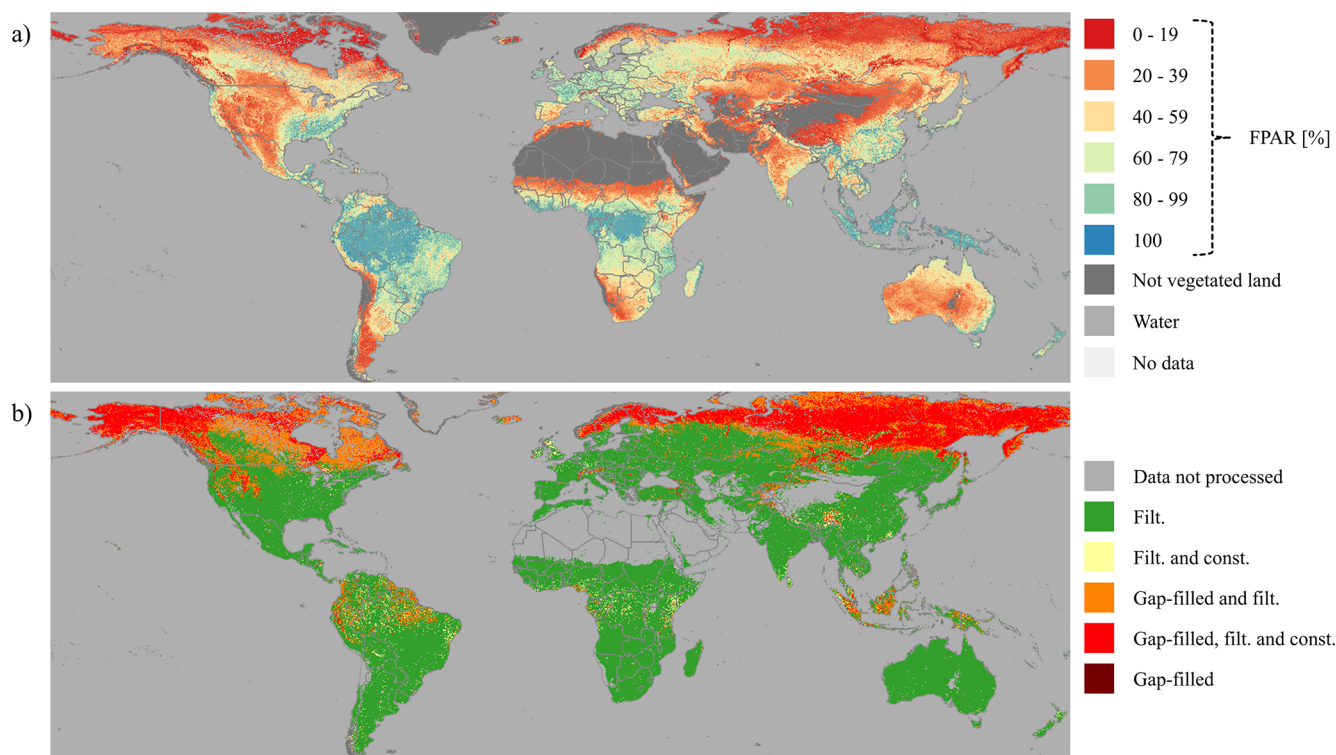 a)
0 - 19
20 - 39
40 - 59
60 - 79
80 - 99
100
FPAR [%]
Not vegetated land
Water
No data
b)
Data not processed
Filt.
Filt. and const.
Gap-filled and filt.
Gap-filled, filt. and const.
Gap-filled